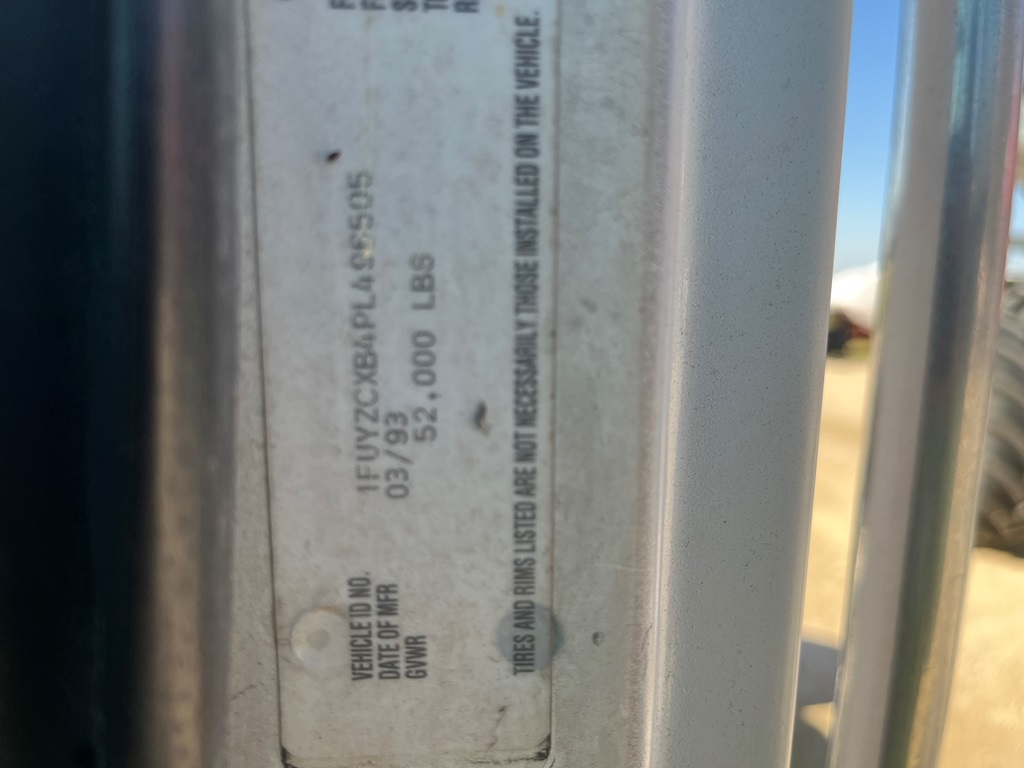 VEHICLE ID NO. 1FUYZCXB4PL496505
DATE OF MFR 03/93
GVWR 52,000 LBS
TIRES AND RIMS LISTED ARE NOT NECESSARILY THOSE INSTALLED ON THE VEHICLE.